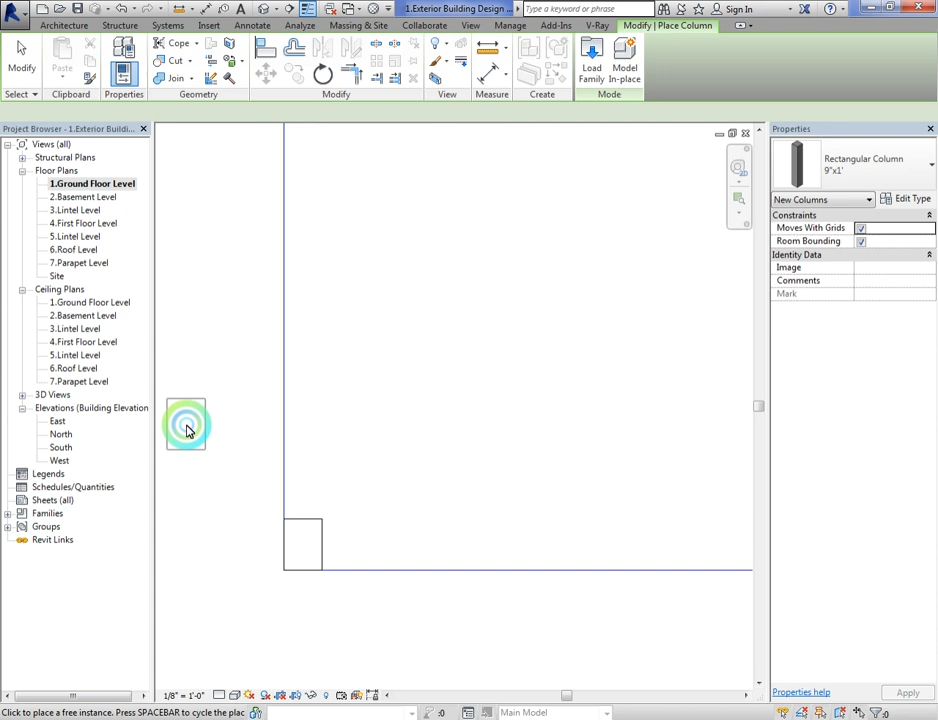 1.Exterior Building Design ...
Type a keyword or phrase
Sign In
Architecture Structure Systems Insert Annotate Analyze Massing & Site Collaborate View Manage Add-Ins V-Ray Modify | Place Column
Modify
Paste
Cope
Cut
Join
Load Family
Model In-place
Select Clipboard Properties Geometry Modify View Measure Create Mode
Project Browser - 1.Exterior Buildi...
Views (all)
Structural Plans
Floor Plans
1.Ground Floor Level
2.Basement Level
3.Lintel Level
4.First Floor Level
5.Lintel Level
6.Roof Level
7.Parapet Level
Site
Ceiling Plans
1.Ground Floor Level
2.Basement Level
3.Lintel Level
4.First Floor Level
5.Lintel Level
6.Roof Level
7.Parapet Level
3D Views
Elevations (Building Elevation
East
North
South
West
Legends
Schedules/Quantities
Sheets (all)
Families
Groups
Revit Links
Properties
Rectangular Column
9"x1'
New Columns
Edit Type
Constraints
Moves With Grids
Room Bounding
Identity Data
Image
Comments
Mark
Properties help
Apply
1/8" = 1'-0"
Click to place a free instance. Press SPACEBAR to cycle the plac
:0
Main Model
:0